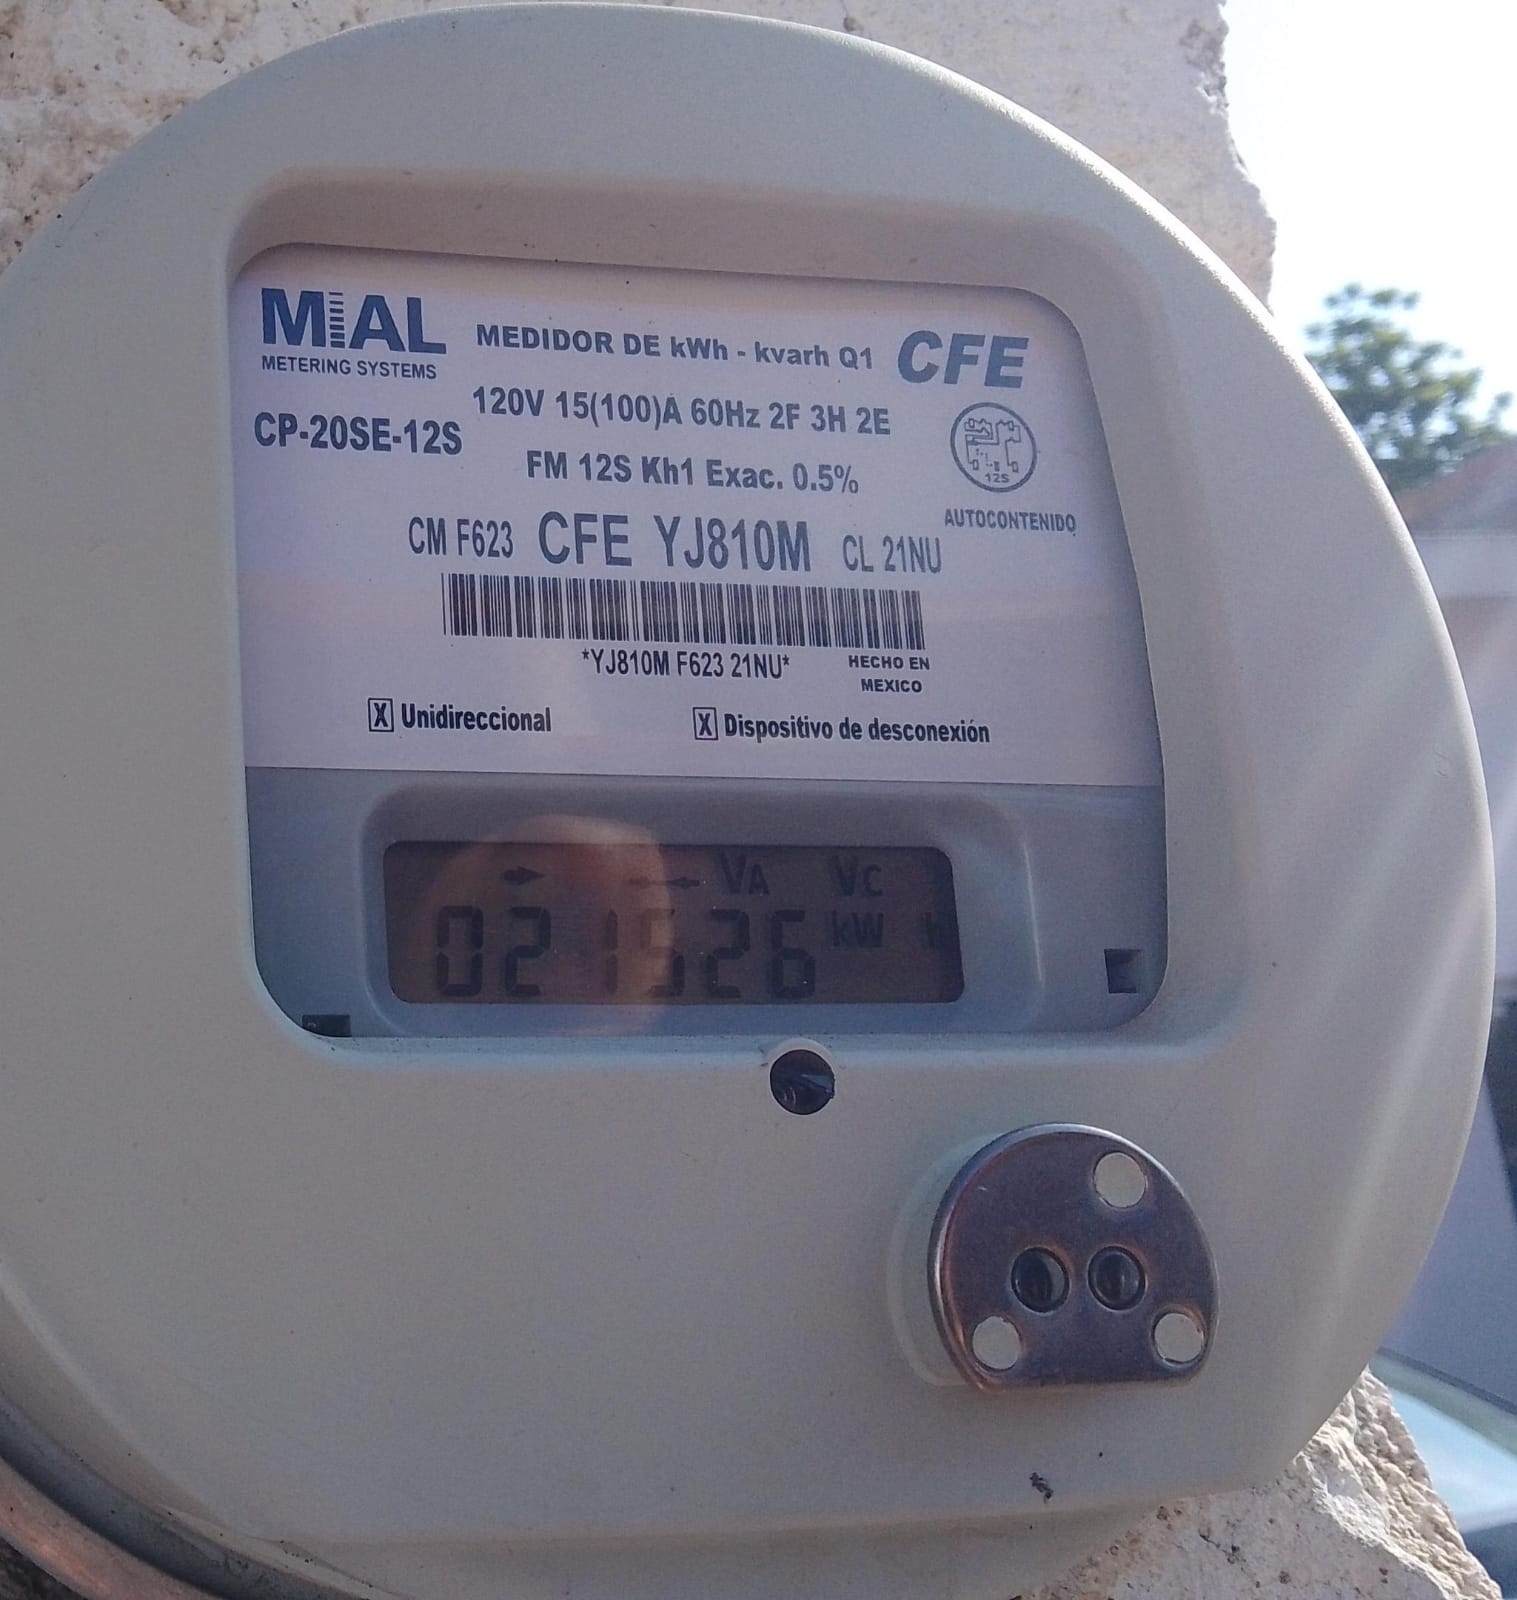 MIAL
METERING SYSTEMS
MEDIDOR DE kWh - kvarh Q1
CFE
CP-20SE-12S
120V 15(100)A 60Hz 2F 3H 2E
FM 12S Kh1 Exac. 0.5%
12S
AUTOCONTENIDO
CM F623 CFE YJ810M CL 21NU
*YJ810M F623 21NU*
HECHO EN
MEXICO
X Unidireccional
X Dispositivo de desconexión
VA VC
021526 kW h